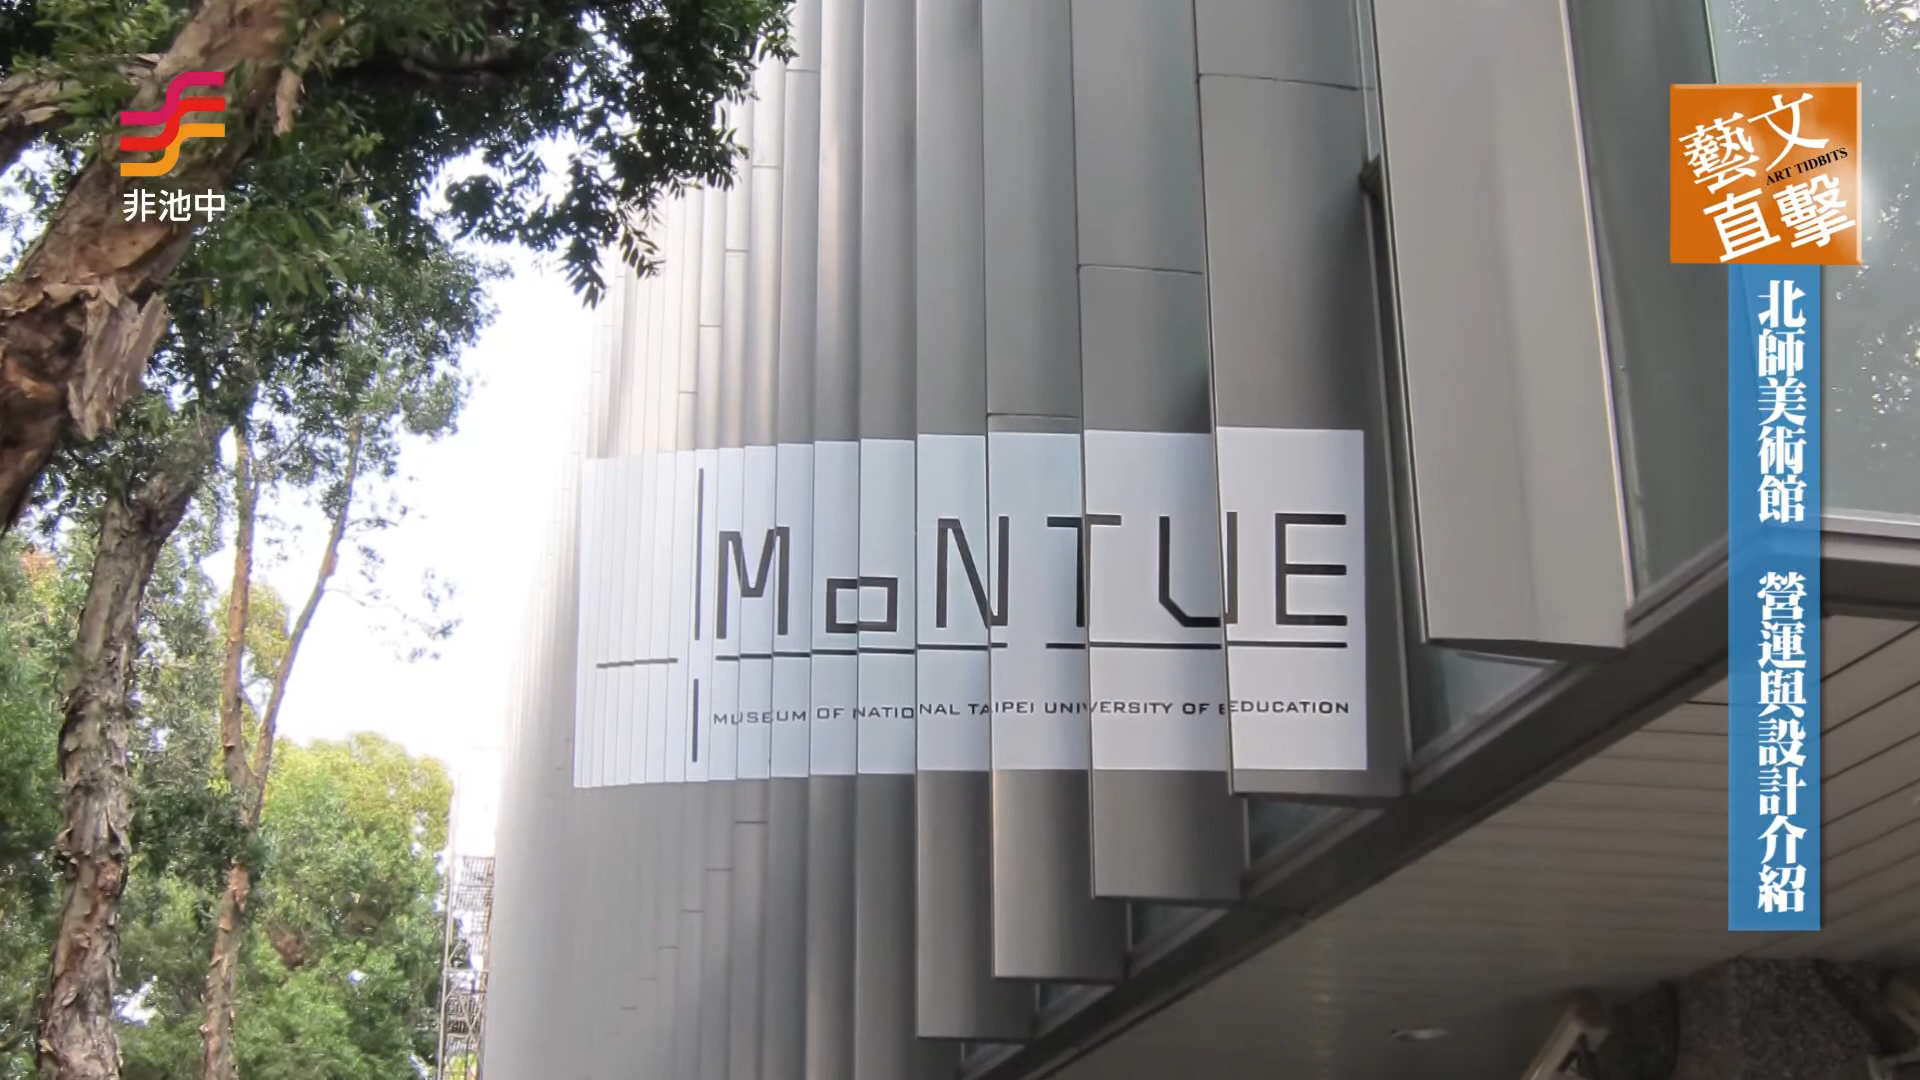 非池中
藝文
ART TIDBITS
直擊
北師美術館 營運與設計介紹
MoNTUE
MUSEUM OF NATIONAL TAIPEI UNIVERSITY OF EDUCATION